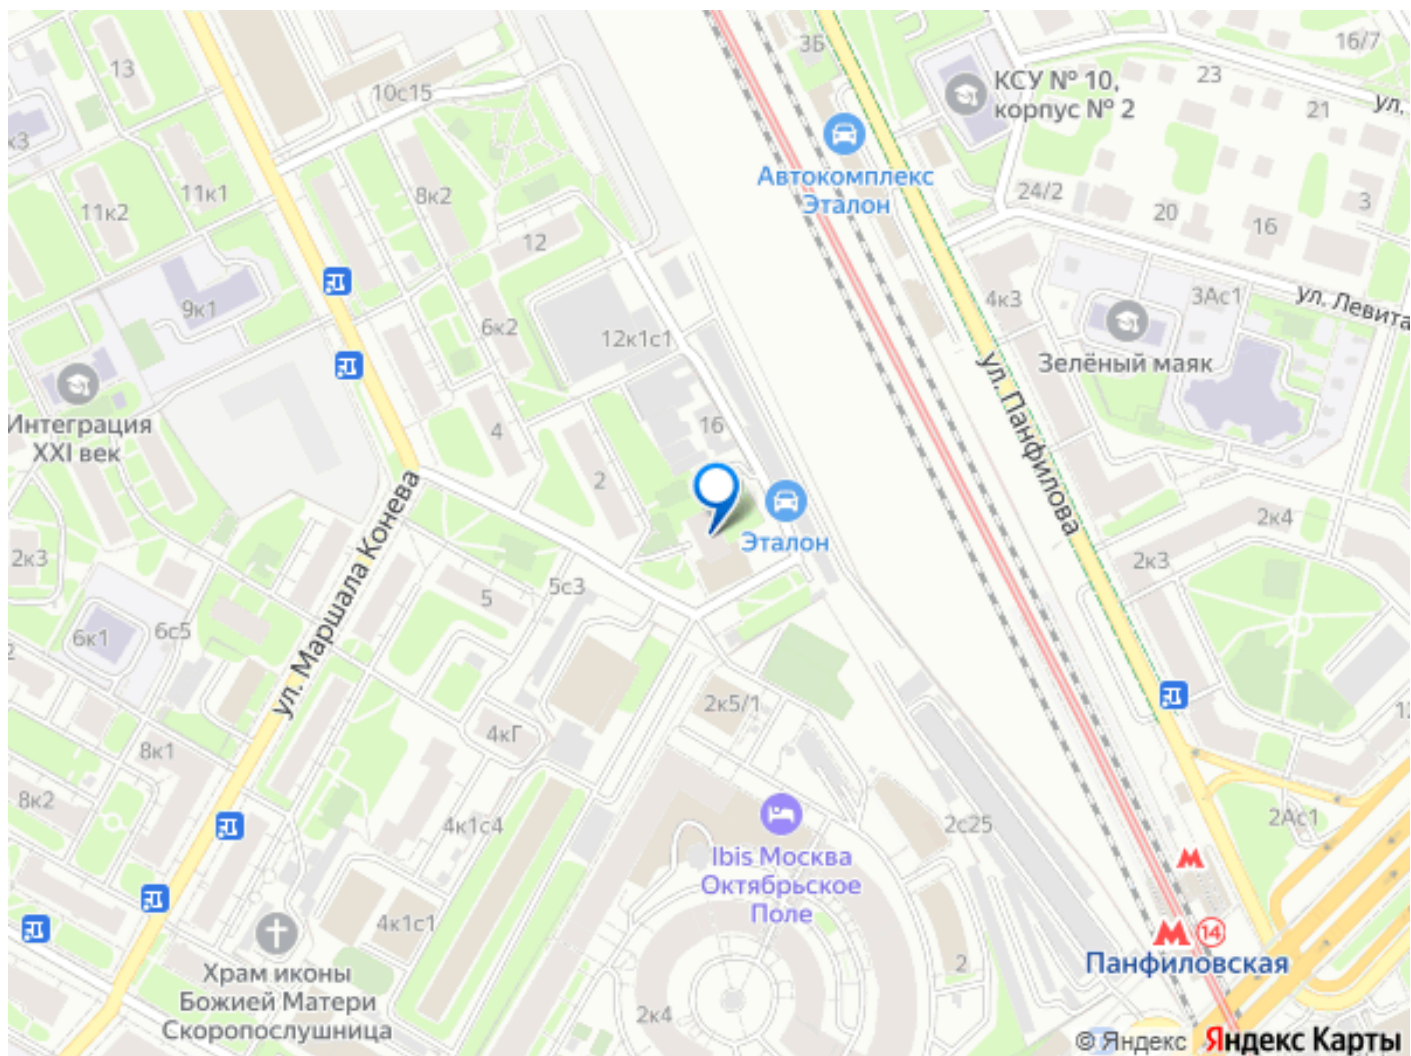 3Б
16/7
13
КСУ № 10,
корпус № 2
23
21
ул.
10с15
к3
11к1
8к2
Автокомплекс
Эталон
24/2
20
3
16
11к2
12
9к1
6к2
12к1с1
4к3
3Ас1
ул. Левита
Зелёный маяк
ул. Панфилова
Интеграция
XXI век
4
16
2
ул. Маршала Конева
Эталон
2к4
2к3
2к3
5с3
5
6к1
6с5
2
2к5/1
4кГ
12
8к1
8к2
4к1с4
2с25
2Ас1
Ibis Москва
Октябрьское
Поле
4к1с1
14
Панфиловская
2
Храм иконы
Божией Матери
Скоропослушница
2к4
© Яндекс Яндекс Карты